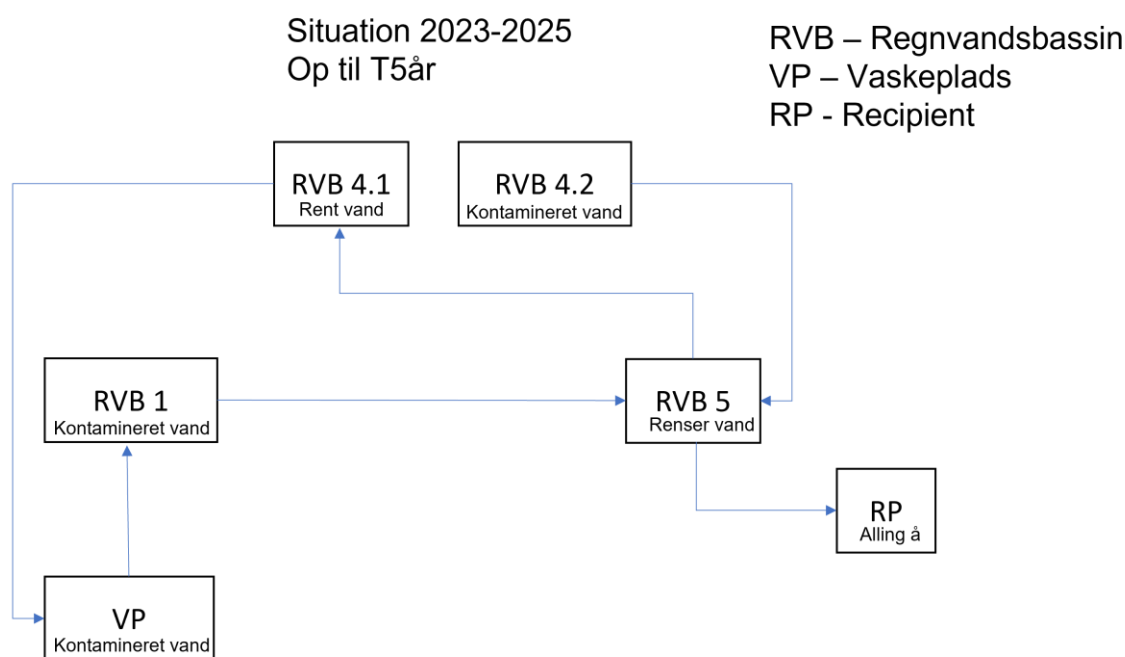 Situation 2023-2025
Op til T5år
RVB – Regnvandsbassin
VP – Vaskeplads
RP - Recipient
RVB 4.1
Rent vand
RVB 4.2
Kontamineret vand
RVB 1
Kontamineret vand
RVB 5
Renser vand
RP
Alling å
VP
Kontamineret vand